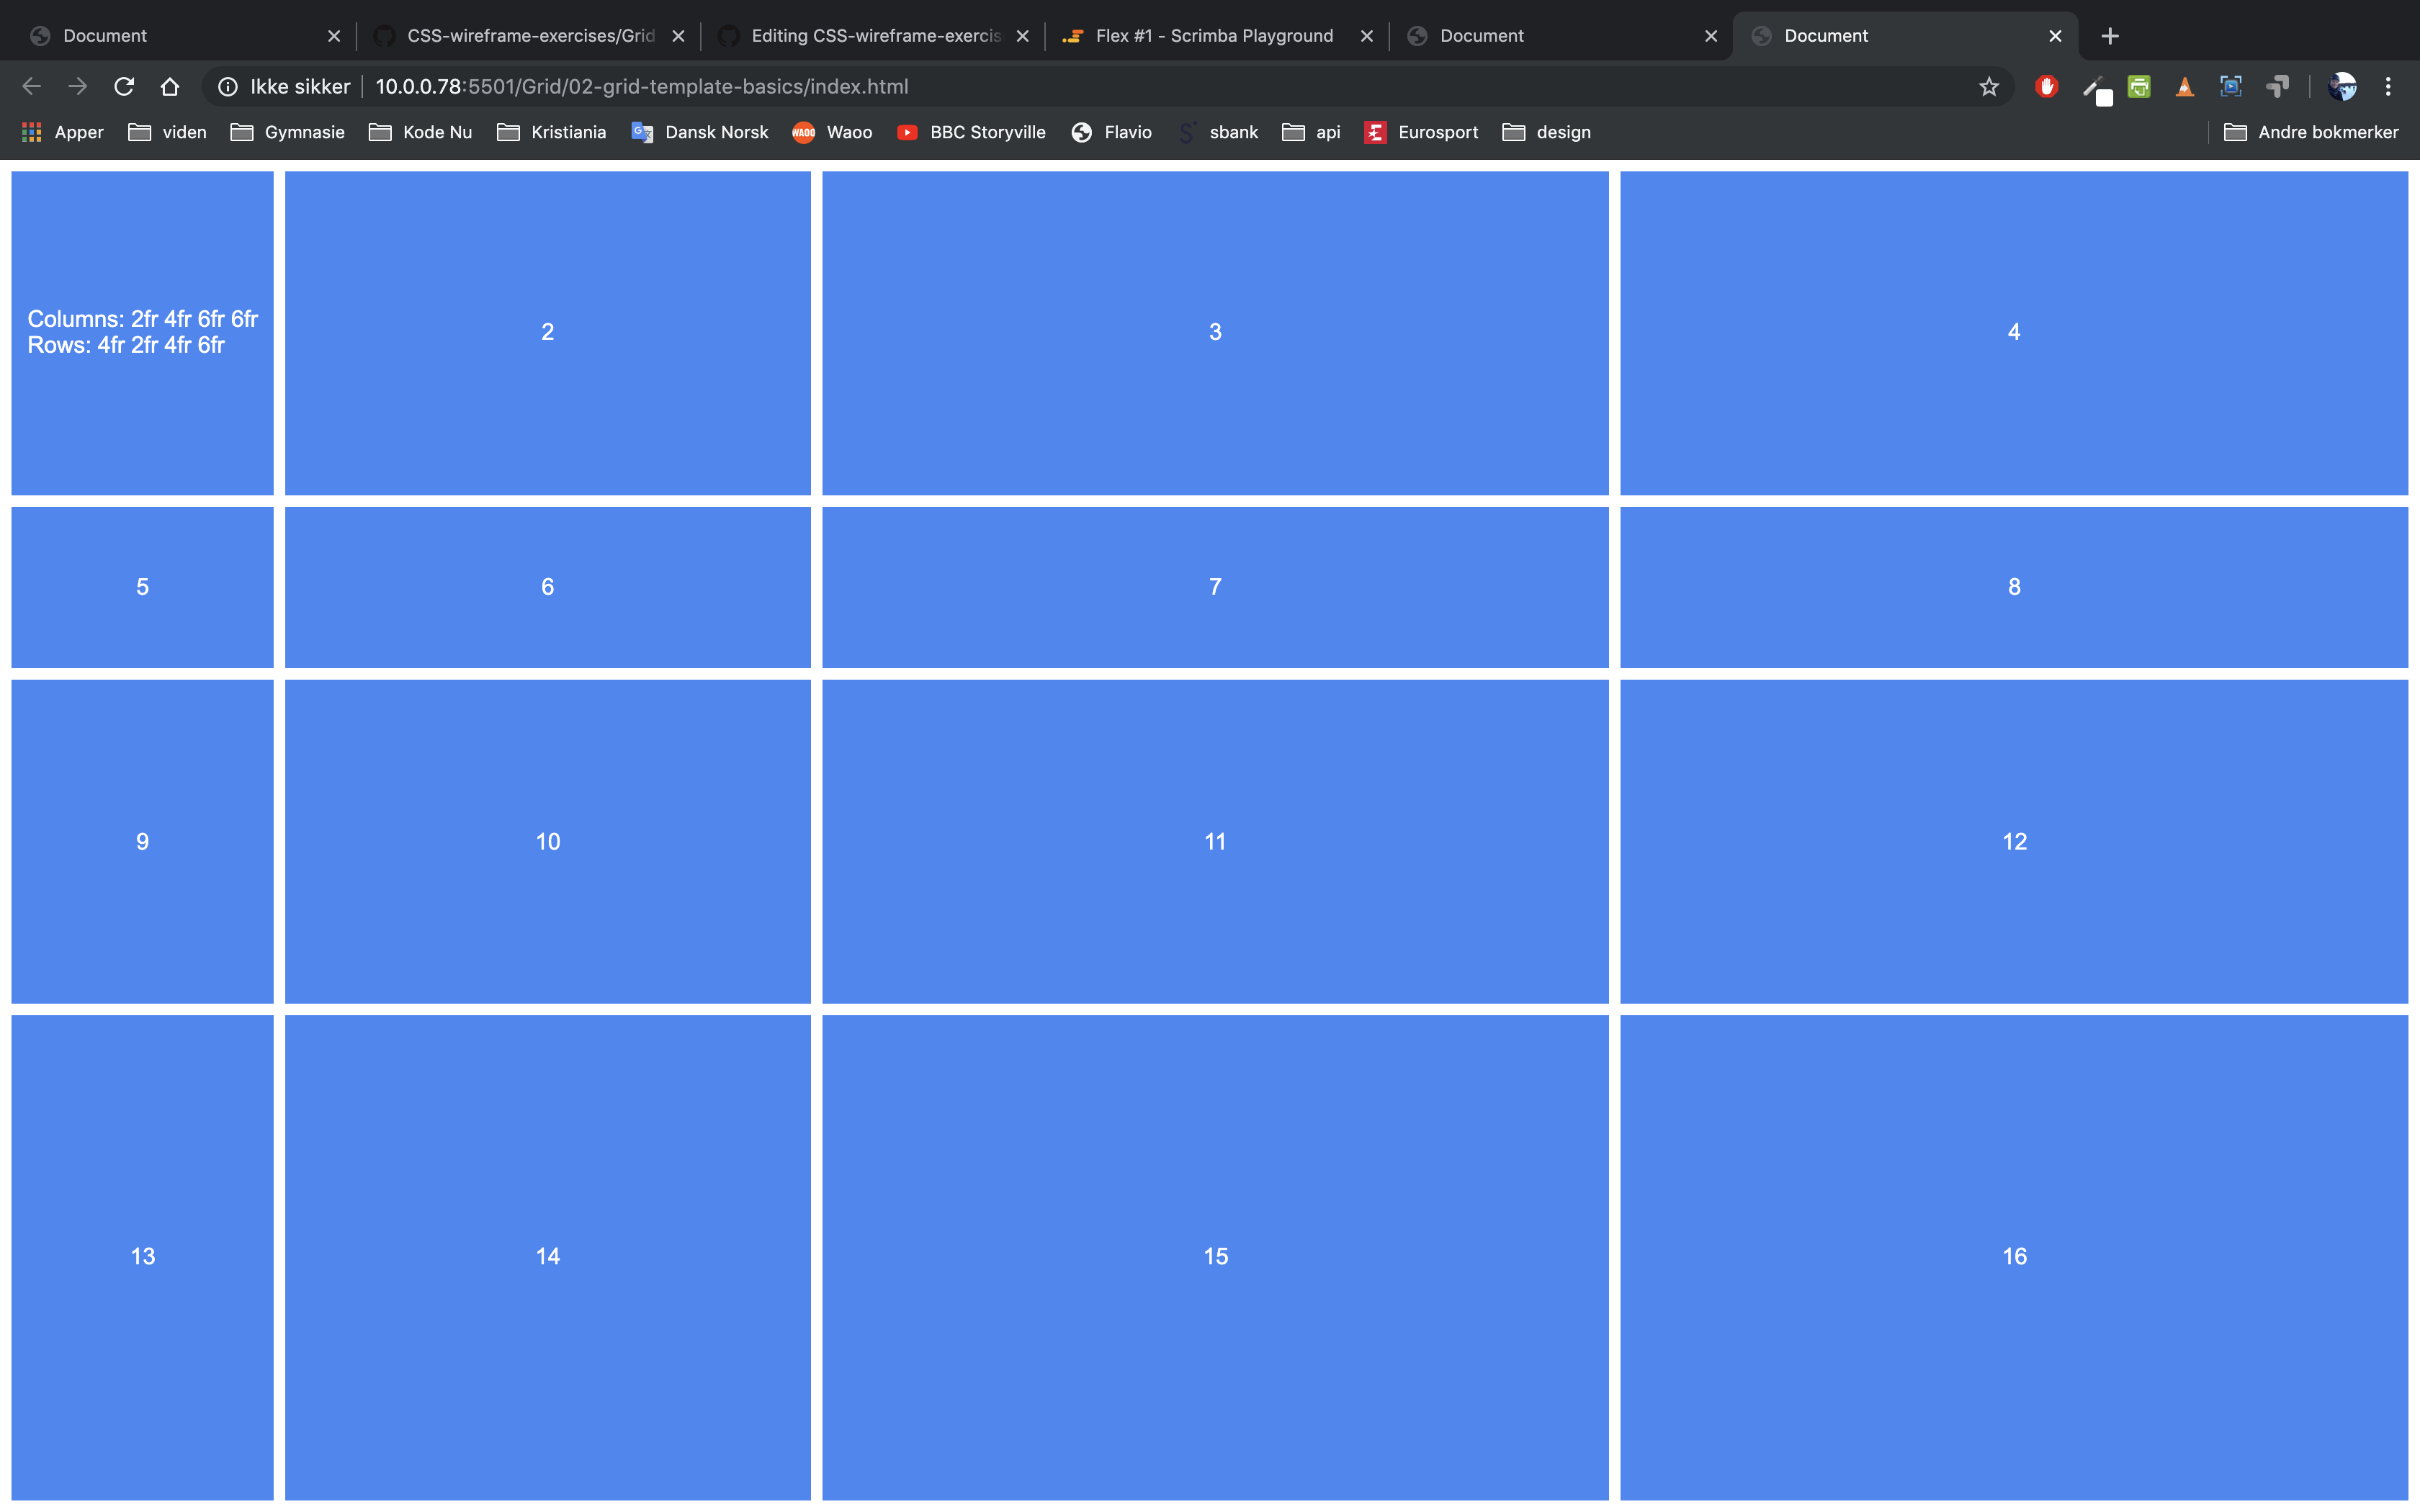 Document
CSS-wireframe-exercises/Grid
Editing CSS-wireframe-exercis
Flex #1 - Scrimba Playground
Document
Document
Ikke sikker
10.0.0.78:5501/Grid/02-grid-template-basics/index.html
Apper
viden
Gymnasie
Kode Nu
Kristiania
Dansk Norsk
WAOO
Waoo
BBC Storyville
Flavio
sbank
api
Eurosport
design
Andre bokmerker
Columns: 2fr 4fr 6fr 6fr
Rows: 4fr 2fr 4fr 6fr
2
3
4
5
6
7
8
9
10
11
12
13
14
15
16